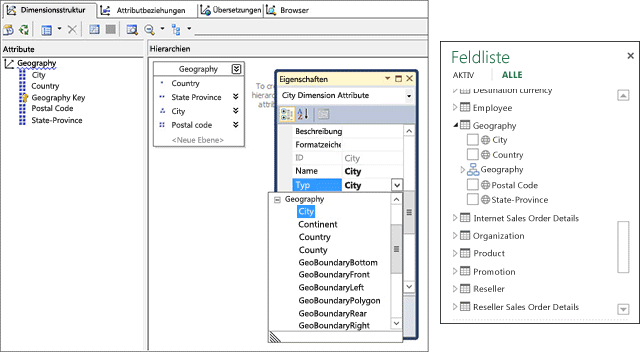 Dimensionsstruktur
Attributbeziehungen
Übersetzungen
Browser
Attribute
Geography
City
Country
Geography Key
Postal Code
State-Province
Hierarchien
Geography
Country
State Province
City
Postal code
<Neue Ebene>
To cre
hierarch
attrib
Eigenschaften
City Dimension Attribute
Beschreibung
Formatzeiche
ID City
Name City
Typ City
Geography
City
Continent
Country
County
GeoBoundaryBottom
GeoBoundaryFront
GeoBoundaryLeft
GeoBoundaryPolygon
GeoBoundaryRear
GeoBoundaryRight
Feldliste
AKTIV ALLE
Destination currency
Employee
Geography
City
Country
Geography
Postal Code
State-Province
Internet Sales Order Details
Organization
Product
Promotion
Reseller
Reseller Sales Order Details